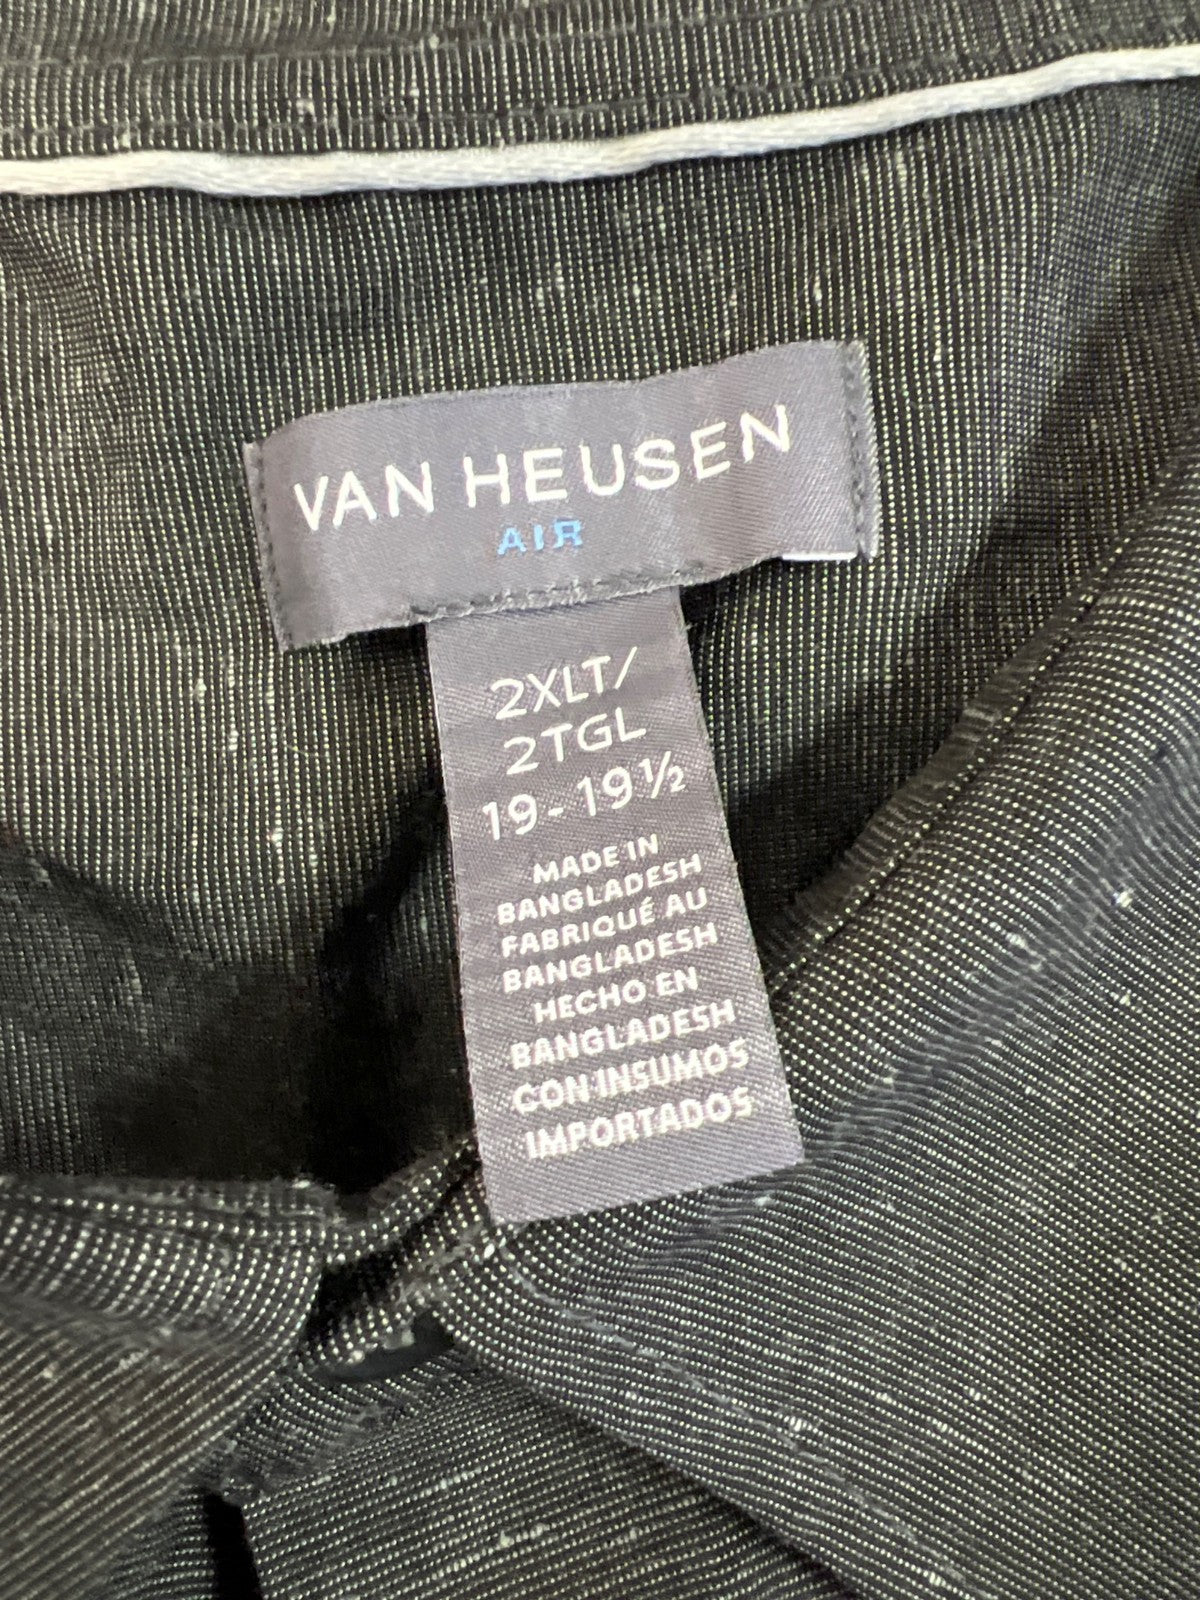 VAN HEUSEN
AIR
2XLT/
2TGL
19-19½
MADE IN
BANGLADESH
FABRIQUÉ AU
BANGLADESH
HECHO EN
BANGLADESH
CON INSUMOS
IMPORTADOS